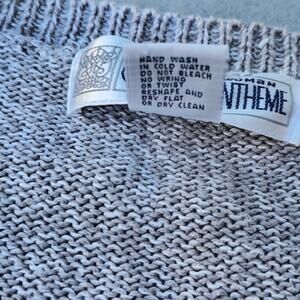 HAND WASH
IN COLD WATER
DO NOT BLEACH
NO WRING
OR TWIST
RESHAPE AND
DRY FLAT
OR DRY CLEAN
OMAN
NTHEME